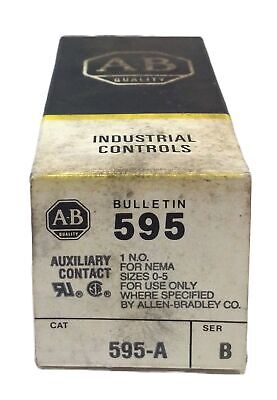 AB
QUALITY
INDUSTRIAL
CONTROLS
AB
QUALITY
BULLETIN
595
AUXILIARY
CONTACT
1 N.O.
FOR NEMA
SIZES 0-5
FOR USE ONLY
WHERE SPECIFIED
BY ALLEN-BRADLEY CO.
CAT
595-A
SER
B